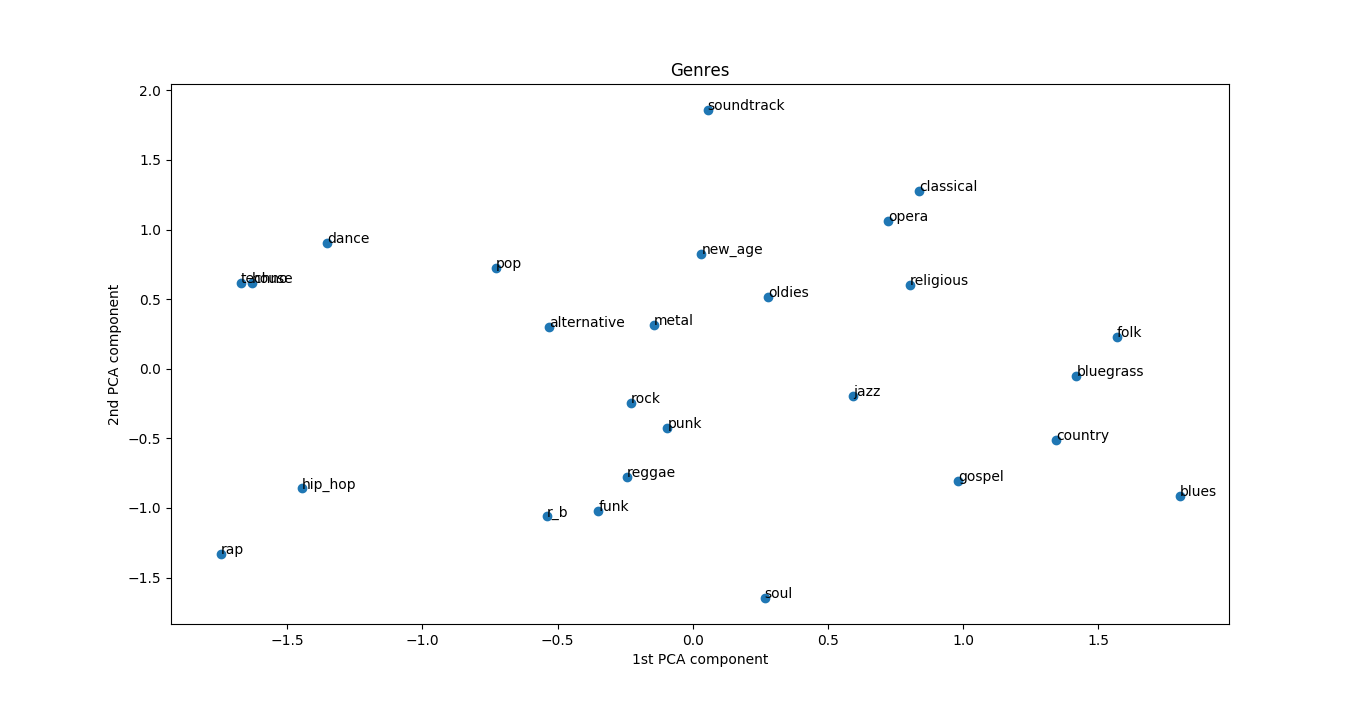 Genres
2.0
1.5
1.0
0.5
0.0
−0.5
−1.0
−1.5
2nd PCA component
soundtrack
classical
opera
dance
new_age
pop
techno
house
religious
oldies
alternative
metal
folk
bluegrass
jazz
rock
punk
country
reggae
gospel
hip_hop
blues
funk
r_b
rap
soul
−1.5
−1.0
−0.5
0.0
0.5
1.0
1.5
1st PCA component